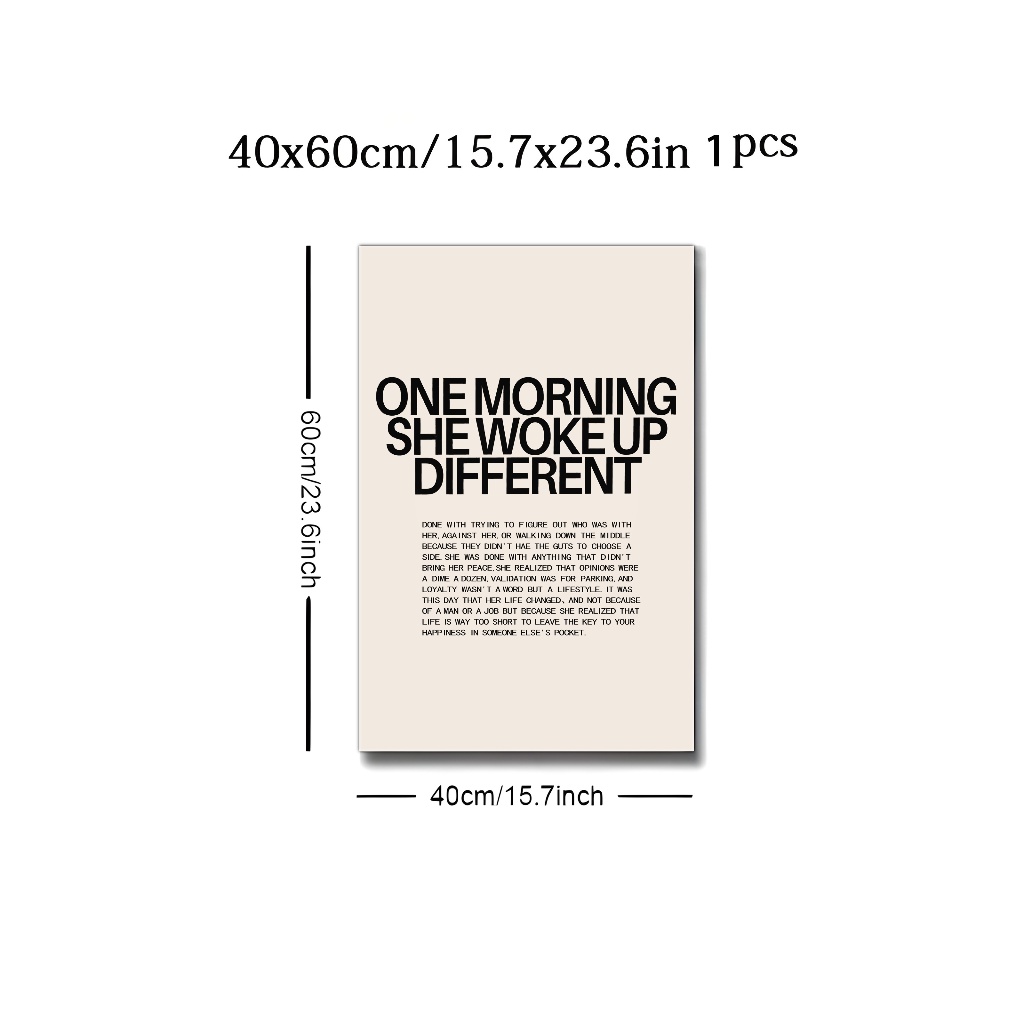 40x60cm/15.7x23.6in 1pcs
60cm/23.6inch
ONE MORNING
SHE WOKE UP
DIFFERENT
DONE WITH TRYING TO FIGURE OUT WHO WAS WITH
HER, AGAINST HER, OR WALKING DOWN THE MIDDLE
BECAUSE THEY DIDN'T HAE THE GUTS TO CHOOSE A
SIDE. SHE WAS DONE WITH ANYTHING THAT DIDN'T
BRING HER PEACE. SHE REALIZED THAT OPINIONS WERE
A DIME A DOZEN, VALIDATION WAS FOR PARKING, AND
LOYALTY WASN'T A WORD BUT A LIFESTYLE. IT WAS
THIS DAY THAT HER LIFE CHANGED, AND NOT BECAUSE
OF A MAN OR A JOB BUT BECAUSE SHE REALIZED THAT
LIFE IS WAY TOO SHORT TO LEAVE THE KEY TO YOUR
HAPPINESS IN SOMEONE ELSE'S POCKET.
40cm/15.7inch